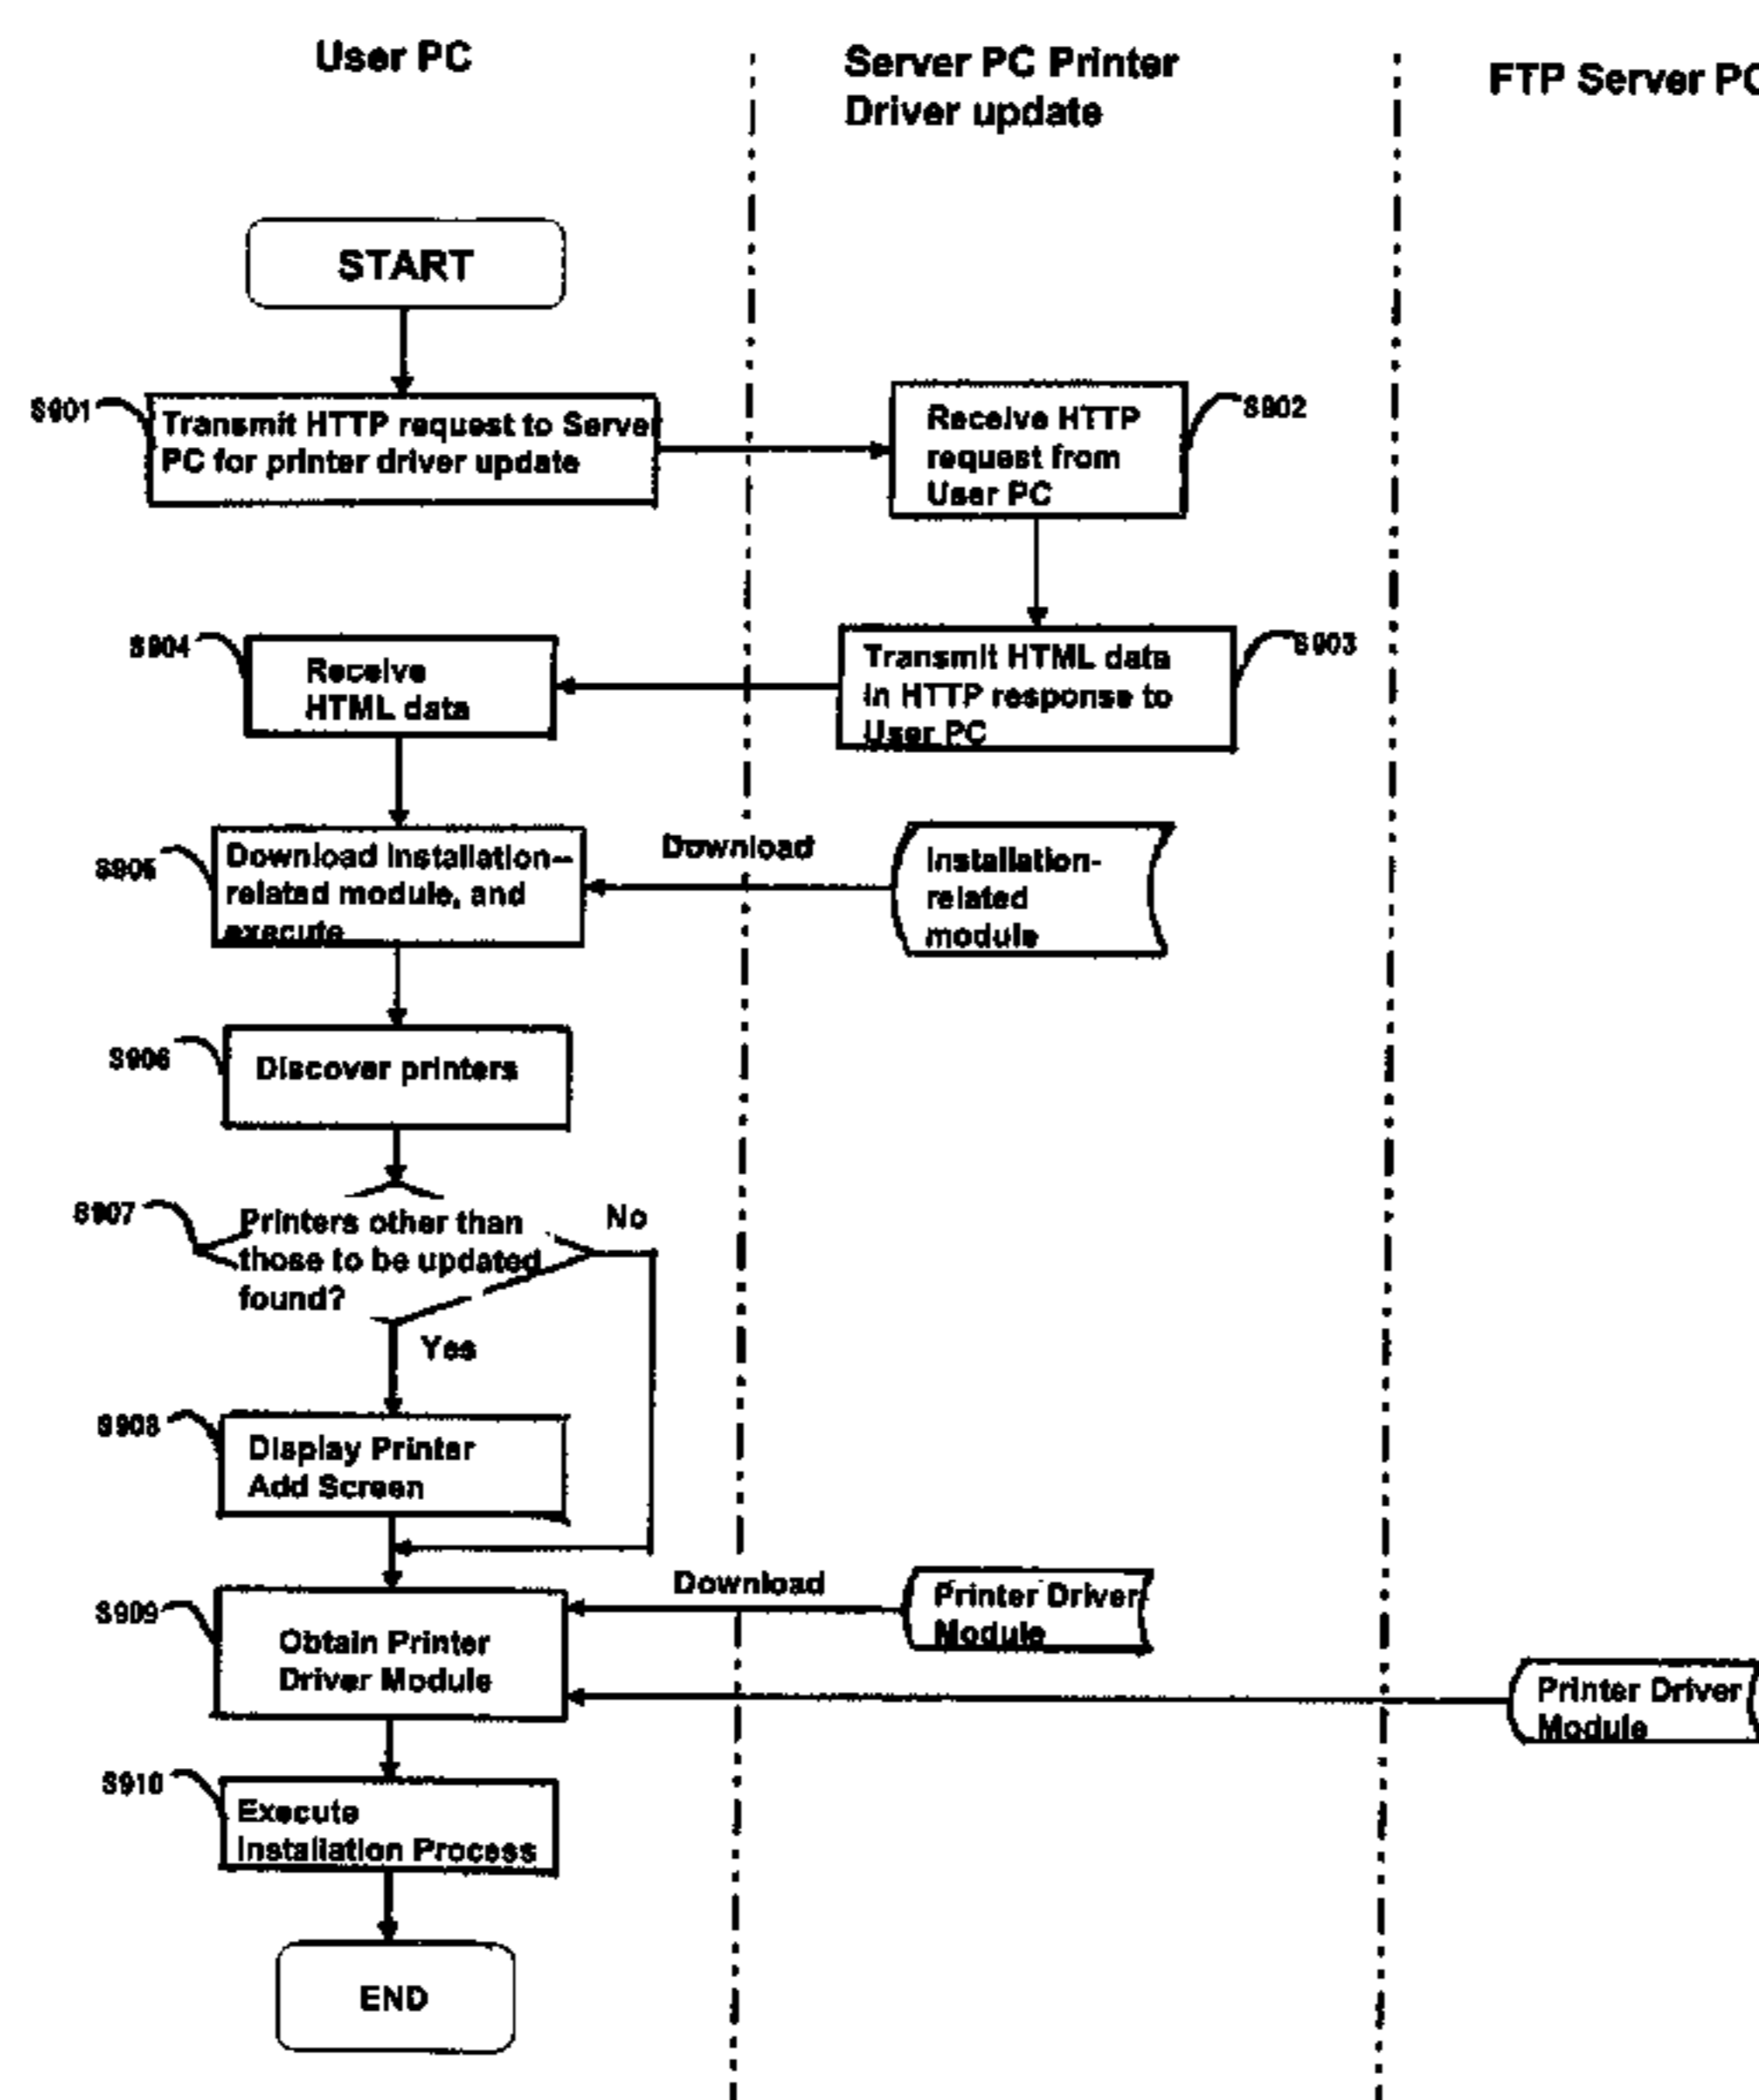 User PC
Server PC Printer
Driver update
FTP Server PC
START
S901
Transmit HTTP request to Server
PC for printer driver update
Receive HTTP
request from
User PC
S902
S904
Receive
HTML data
Transmit HTML data
in HTTP response to
User PC
S903
S905
Download installation-
related module, and
execute
Download
Installation-
related
module
S906
Discover printers
S907
Printers other than
those to be updated
found?
No
Yes
S908
Display Printer
Add Screen
S909
Obtain Printer
Driver Module
Download
Printer Driver
Module
Printer Driver
Module
S910
Execute
Installation Process
END